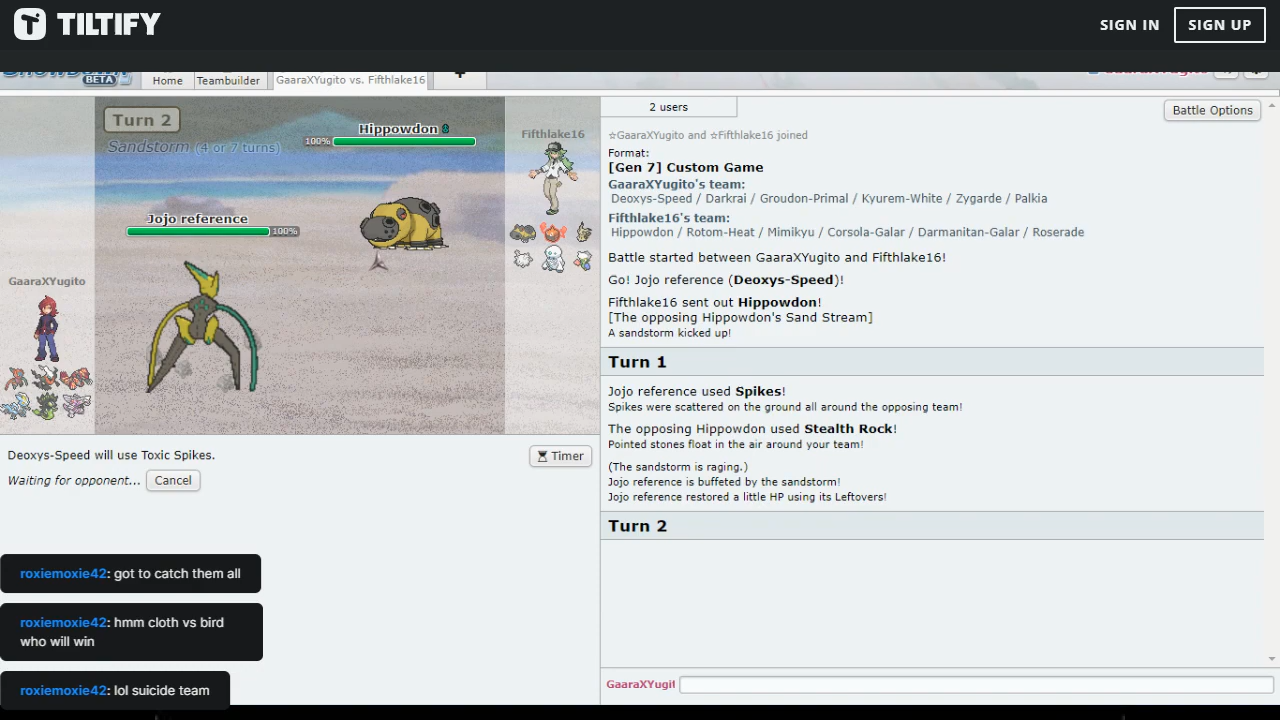 TILTIFY
SIGN IN
SIGN UP
BETA
Home
Teambuilder
GaaraXYugito vs. Fifthlake16
+
Turn 2
Sandstorm (4 or 7 turns)
Hippowdon
100%
Jojo reference
100%
Fifthlake16
GaaraXYugito
2 users
Battle Options
☆GaaraXYugito and ☆Fifthlake16 joined
Format:
[Gen 7] Custom Game
GaaraXYugito's team:
Deoxys-Speed / Darkrai / Groudon-Primal / Kyurem-White / Zygarde / Palkia
Fifthlake16's team:
Hippowdon / Rotom-Heat / Mimikyu / Corsola-Galar / Darmanitan-Galar / Roserade
Battle started between GaaraXYugito and Fifthlake16!
Go! Jojo reference (Deoxys-Speed)!
Fifthlake16 sent out Hippowdon!
[The opposing Hippowdon's Sand Stream]
A sandstorm kicked up!
Turn 1
Jojo reference used Spikes!
Spikes were scattered on the ground all around the opposing team!
The opposing Hippowdon used Stealth Rock!
Pointed stones float in the air around your team!
(The sandstorm is raging.)
Jojo reference is buffeted by the sandstorm!
Jojo reference restored a little HP using its Leftovers!
Turn 2
Deoxys-Speed will use Toxic Spikes.
Timer
Waiting for opponent...
Cancel
roxiemoxie42: got to catch them all
roxiemoxie42: hmm cloth vs bird
who will win
roxiemoxie42: lol suicide team
GaaraXYugit